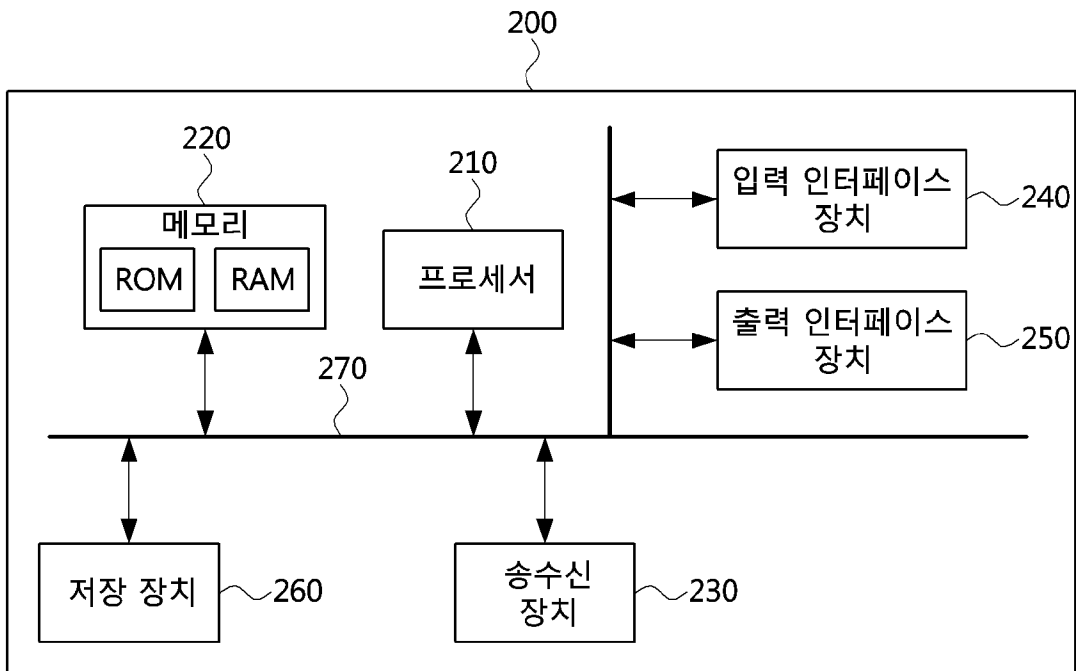 200
220
메모리
ROM
RAM
210
프로세서
입력 인터페이스
장치
240
출력 인터페이스
장치
250
270
저장 장치
260
송수신
장치
230